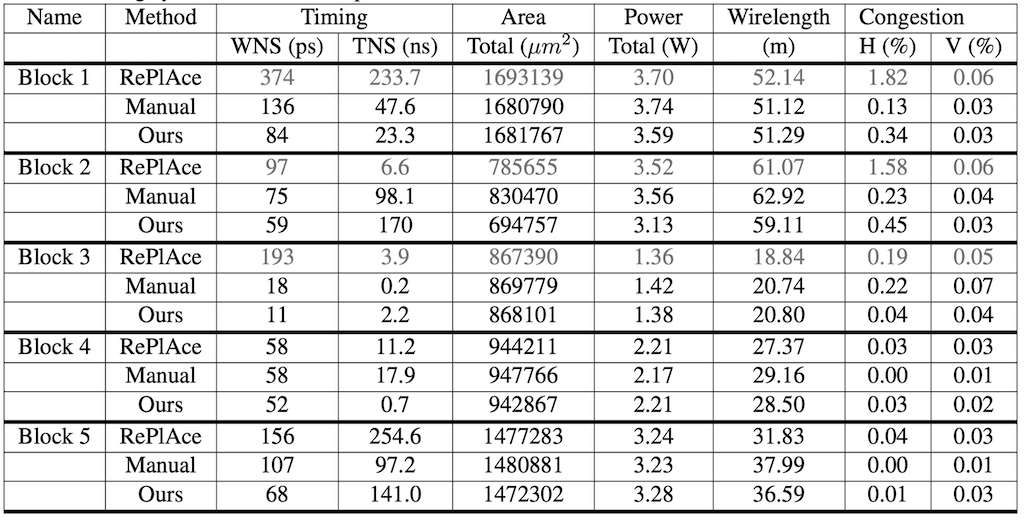 Name Method Timing Area Power Wirelength Congestion
WNS (ps) TNS (ns) Total (μm²) Total (W) (m) H (%) V (%)
Block 1 RePlAce 374 233.7 1693139 3.70 52.14 1.82 0.06
Manual 136 47.6 1680790 3.74 51.12 0.13 0.03
Ours 84 23.3 1681767 3.59 51.29 0.34 0.03
Block 2 RePlAce 97 6.6 785655 3.52 61.07 1.58 0.06
Manual 75 98.1 830470 3.56 62.92 0.23 0.04
Ours 59 170 694757 3.13 59.11 0.45 0.03
Block 3 RePlAce 193 3.9 867390 1.36 18.84 0.19 0.05
Manual 18 0.2 869779 1.42 20.74 0.22 0.07
Ours 11 2.2 868101 1.38 20.80 0.04 0.04
Block 4 RePlAce 58 11.2 944211 2.21 27.37 0.03 0.03
Manual 58 17.9 947766 2.17 29.16 0.00 0.01
Ours 52 0.7 942867 2.21 28.50 0.03 0.02
Block 5 RePlAce 156 254.6 1477283 3.24 31.83 0.04 0.03
Manual 107 97.2 1480881 3.23 37.99 0.00 0.01
Ours 68 141.0 1472302 3.28 36.59 0.01 0.03